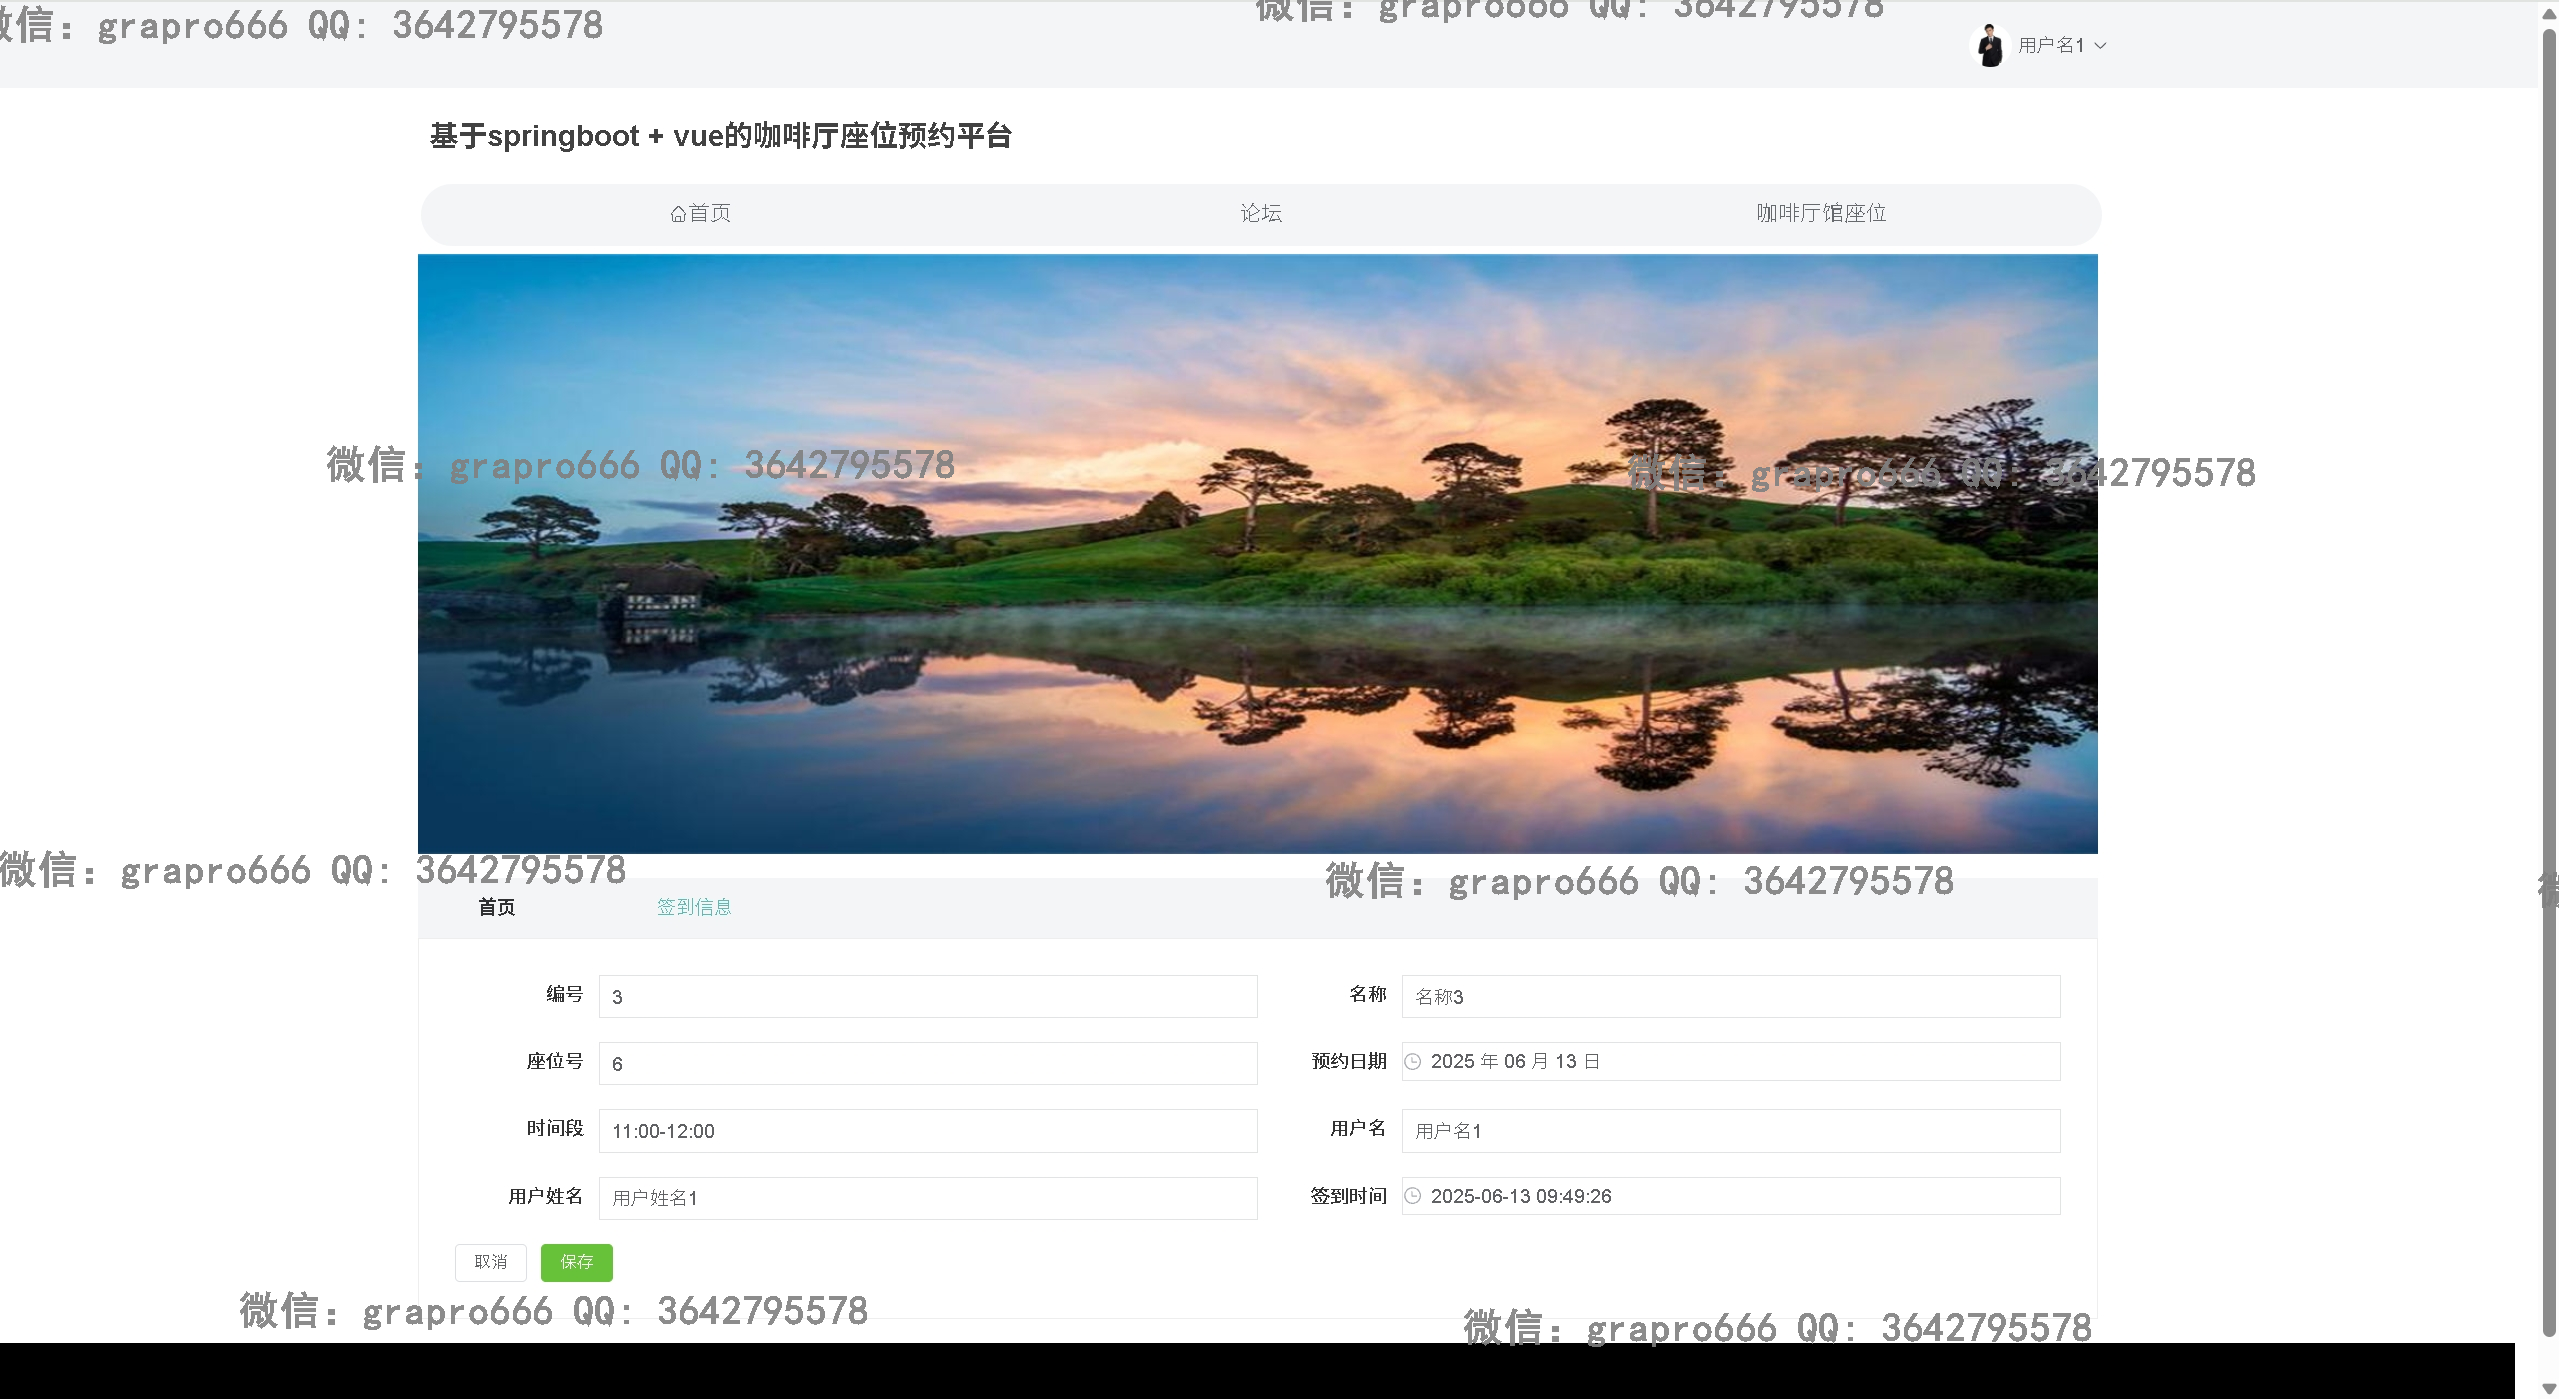 微信：grapro666 QQ：3642795578
微信：grapro666 QQ：3642795578
用户名1
基于springboot + vue的咖啡厅座位预约平台
首页
论坛
咖啡厅馆座位
微信：grapro666 QQ：3642795578
微信：grapro666 QQ：3642795578
微信：grapro666 QQ：3642795578
微信：grapro666 QQ：3642795578
首页
签到信息
编号 3
名称 名称3
座位号 6
预约日期 2025 年 06 月 13 日
时间段 11:00-12:00
用户名 用户名1
用户姓名 用户姓名1
签到时间 2025-06-13 09:49:26
取消
保存
微信：grapro666 QQ：3642795578
微信：grapro666 QQ：3642795578